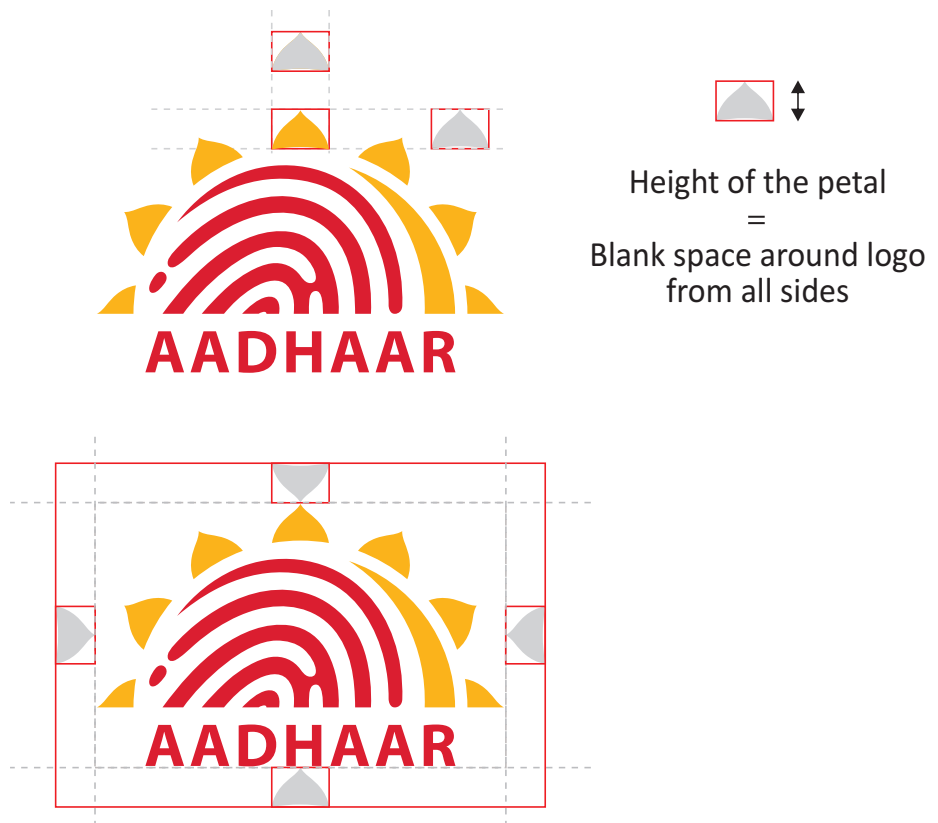 Height of the petal
=
Blank space around logo
from all sides
AADHAAR
AADHAAR